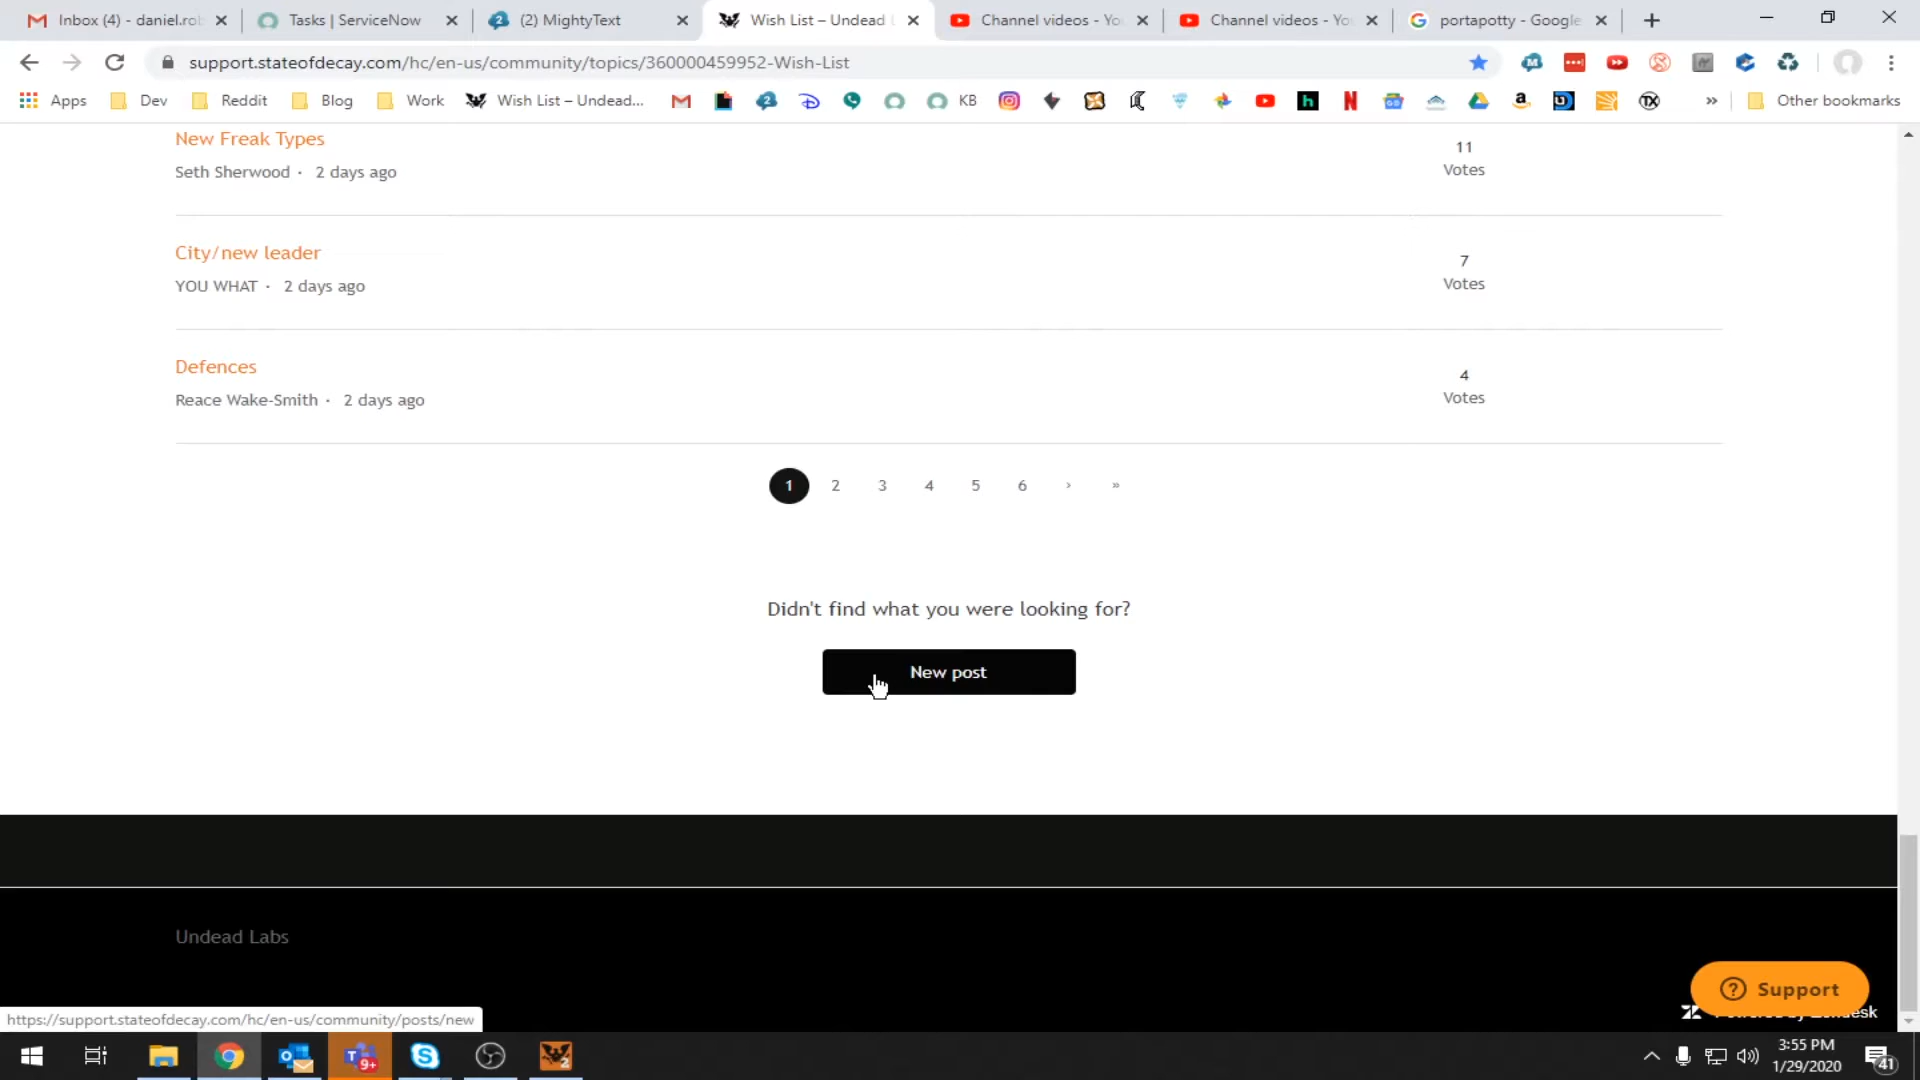 Inbox (4) - daniel.rob
Tasks | ServiceNow
(2) MightyText
Wish List – Undead L
Channel videos - You
Channel videos - You
portapotty - Google
support.stateofdecay.com/hc/en-us/community/topics/360000459952-Wish-List
Apps
Dev
Reddit
Blog
Work
Wish List – Undead...
KB
Other bookmarks
New Freak Types
Seth Sherwood · 2 days ago
11
Votes
City/new leader
YOU WHAT · 2 days ago
7
Votes
Defences
Reace Wake-Smith · 2 days ago
4
Votes
1 2 3 4 5 6 › »
Didn't find what you were looking for?
New post
Undead Labs
Support
https://support.stateofdecay.com/hc/en-us/community/posts/new
3:55 PM
1/29/2020
9+
2
41